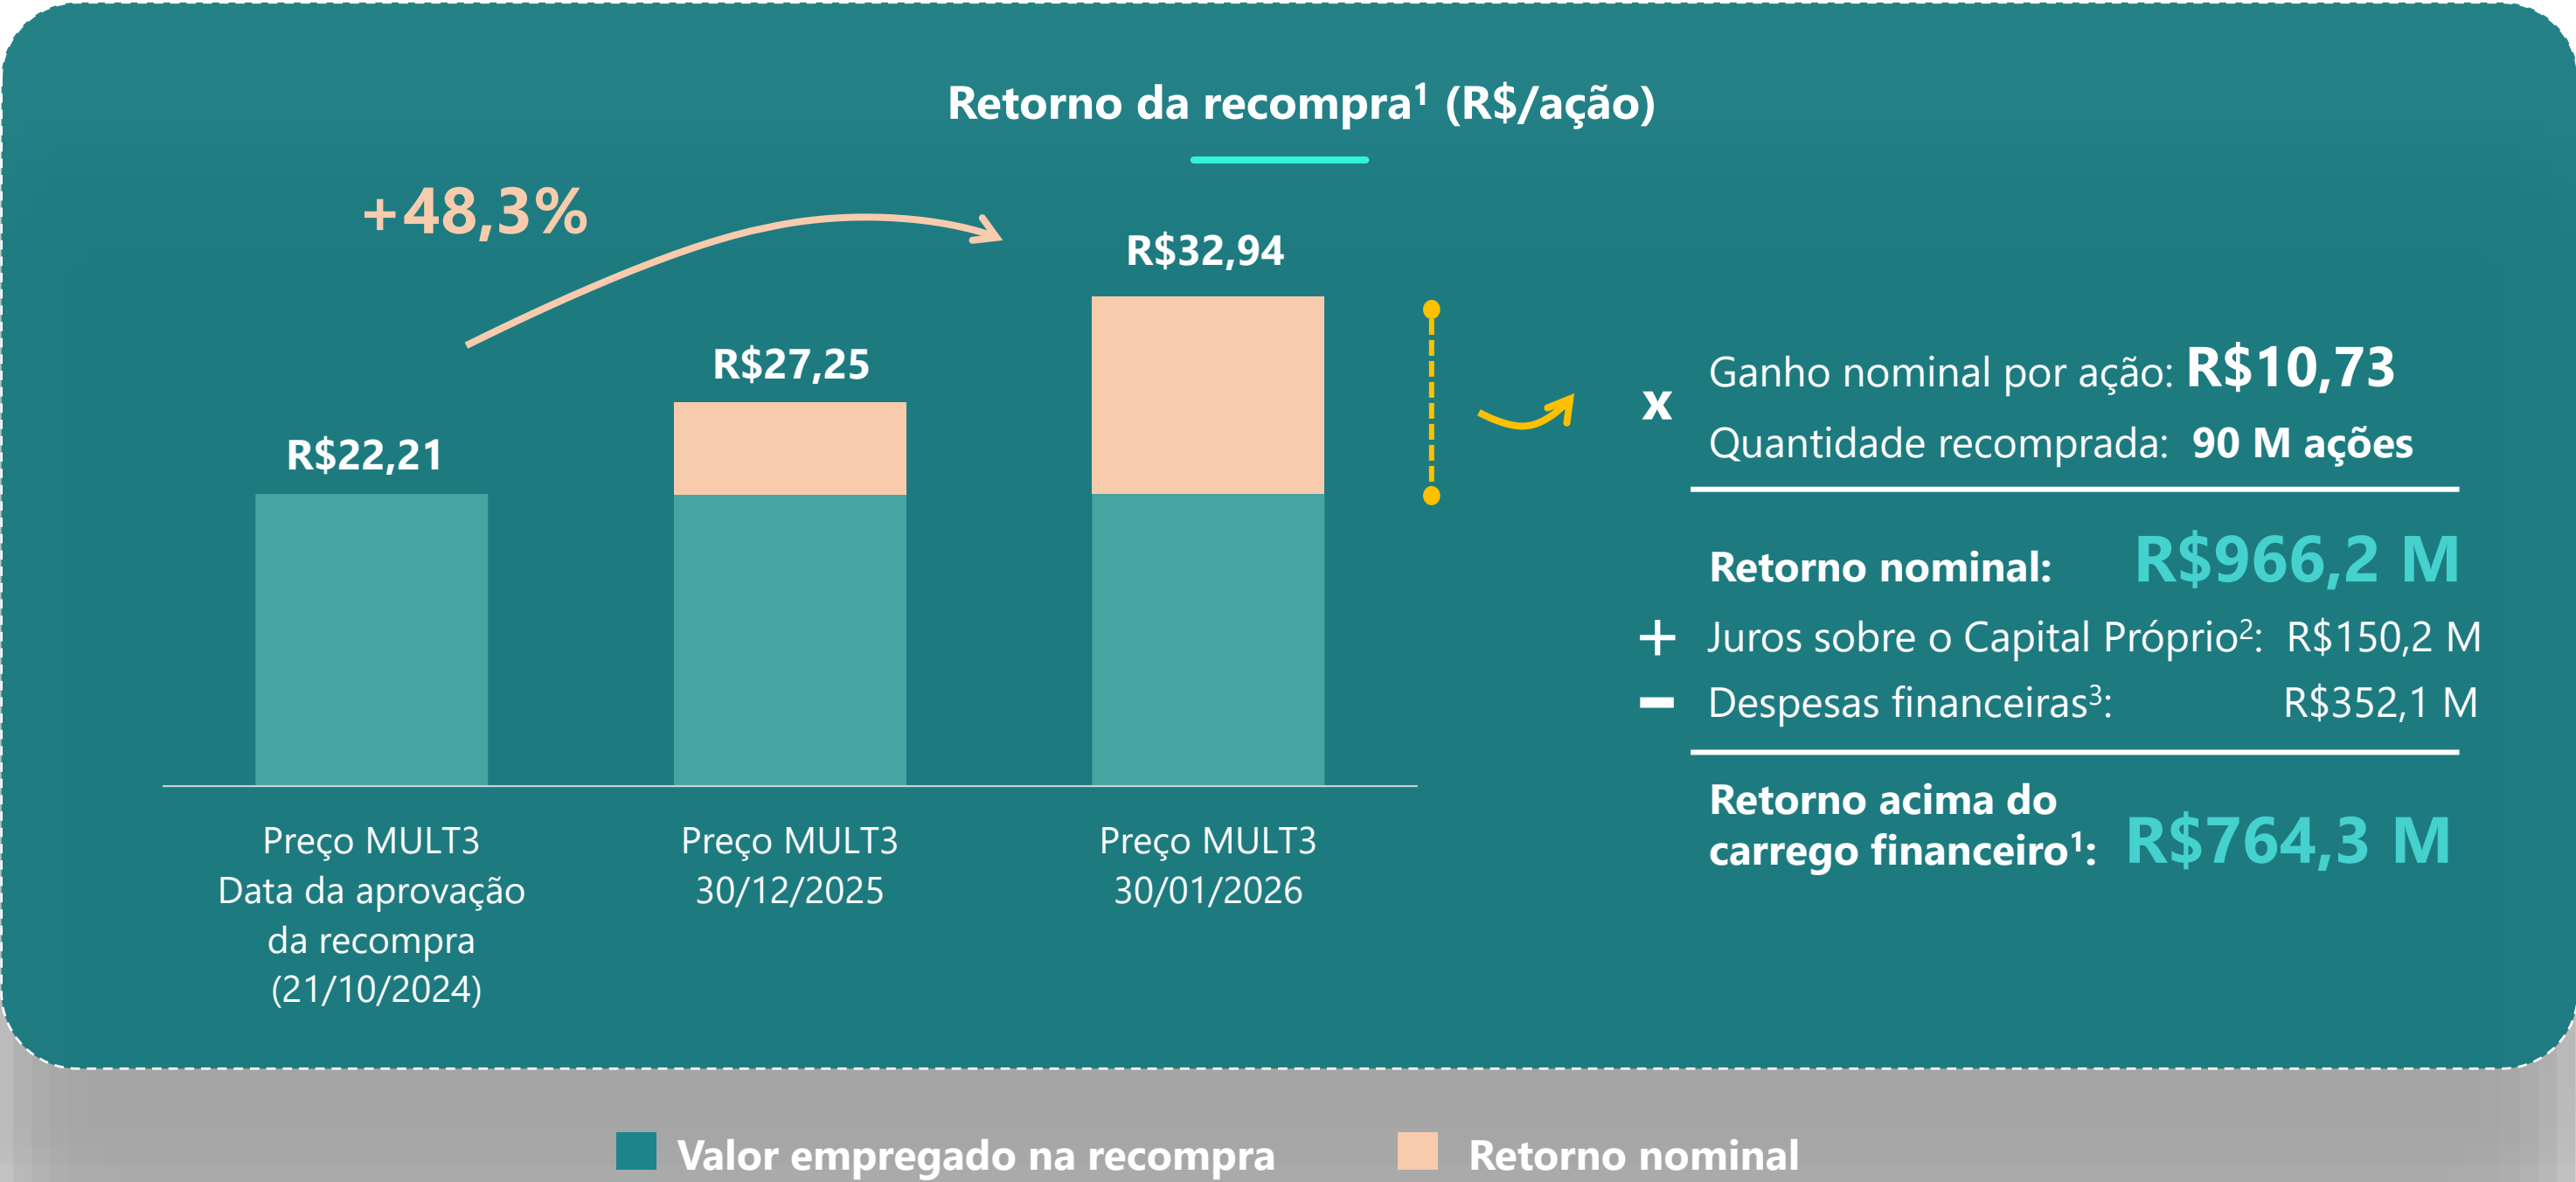 Retorno da recompra¹ (R$/ação)
+48,3%
R$22,21
R$27,25
R$32,94
Preço MULT3
Data da aprovação
da recompra
(21/10/2024)
Preço MULT3
30/12/2025
Preço MULT3
30/01/2026
x
Ganho nominal por ação: R$10,73
Quantidade recomprada: 90 M ações
Retorno nominal: R$966,2 M
+ Juros sobre o Capital Próprio²: R$150,2 M
- Despesas financeiras³: R$352,1 M
Retorno acima do
carrego financeiro¹: R$764,3 M
Valor empregado na recompra
Retorno nominal